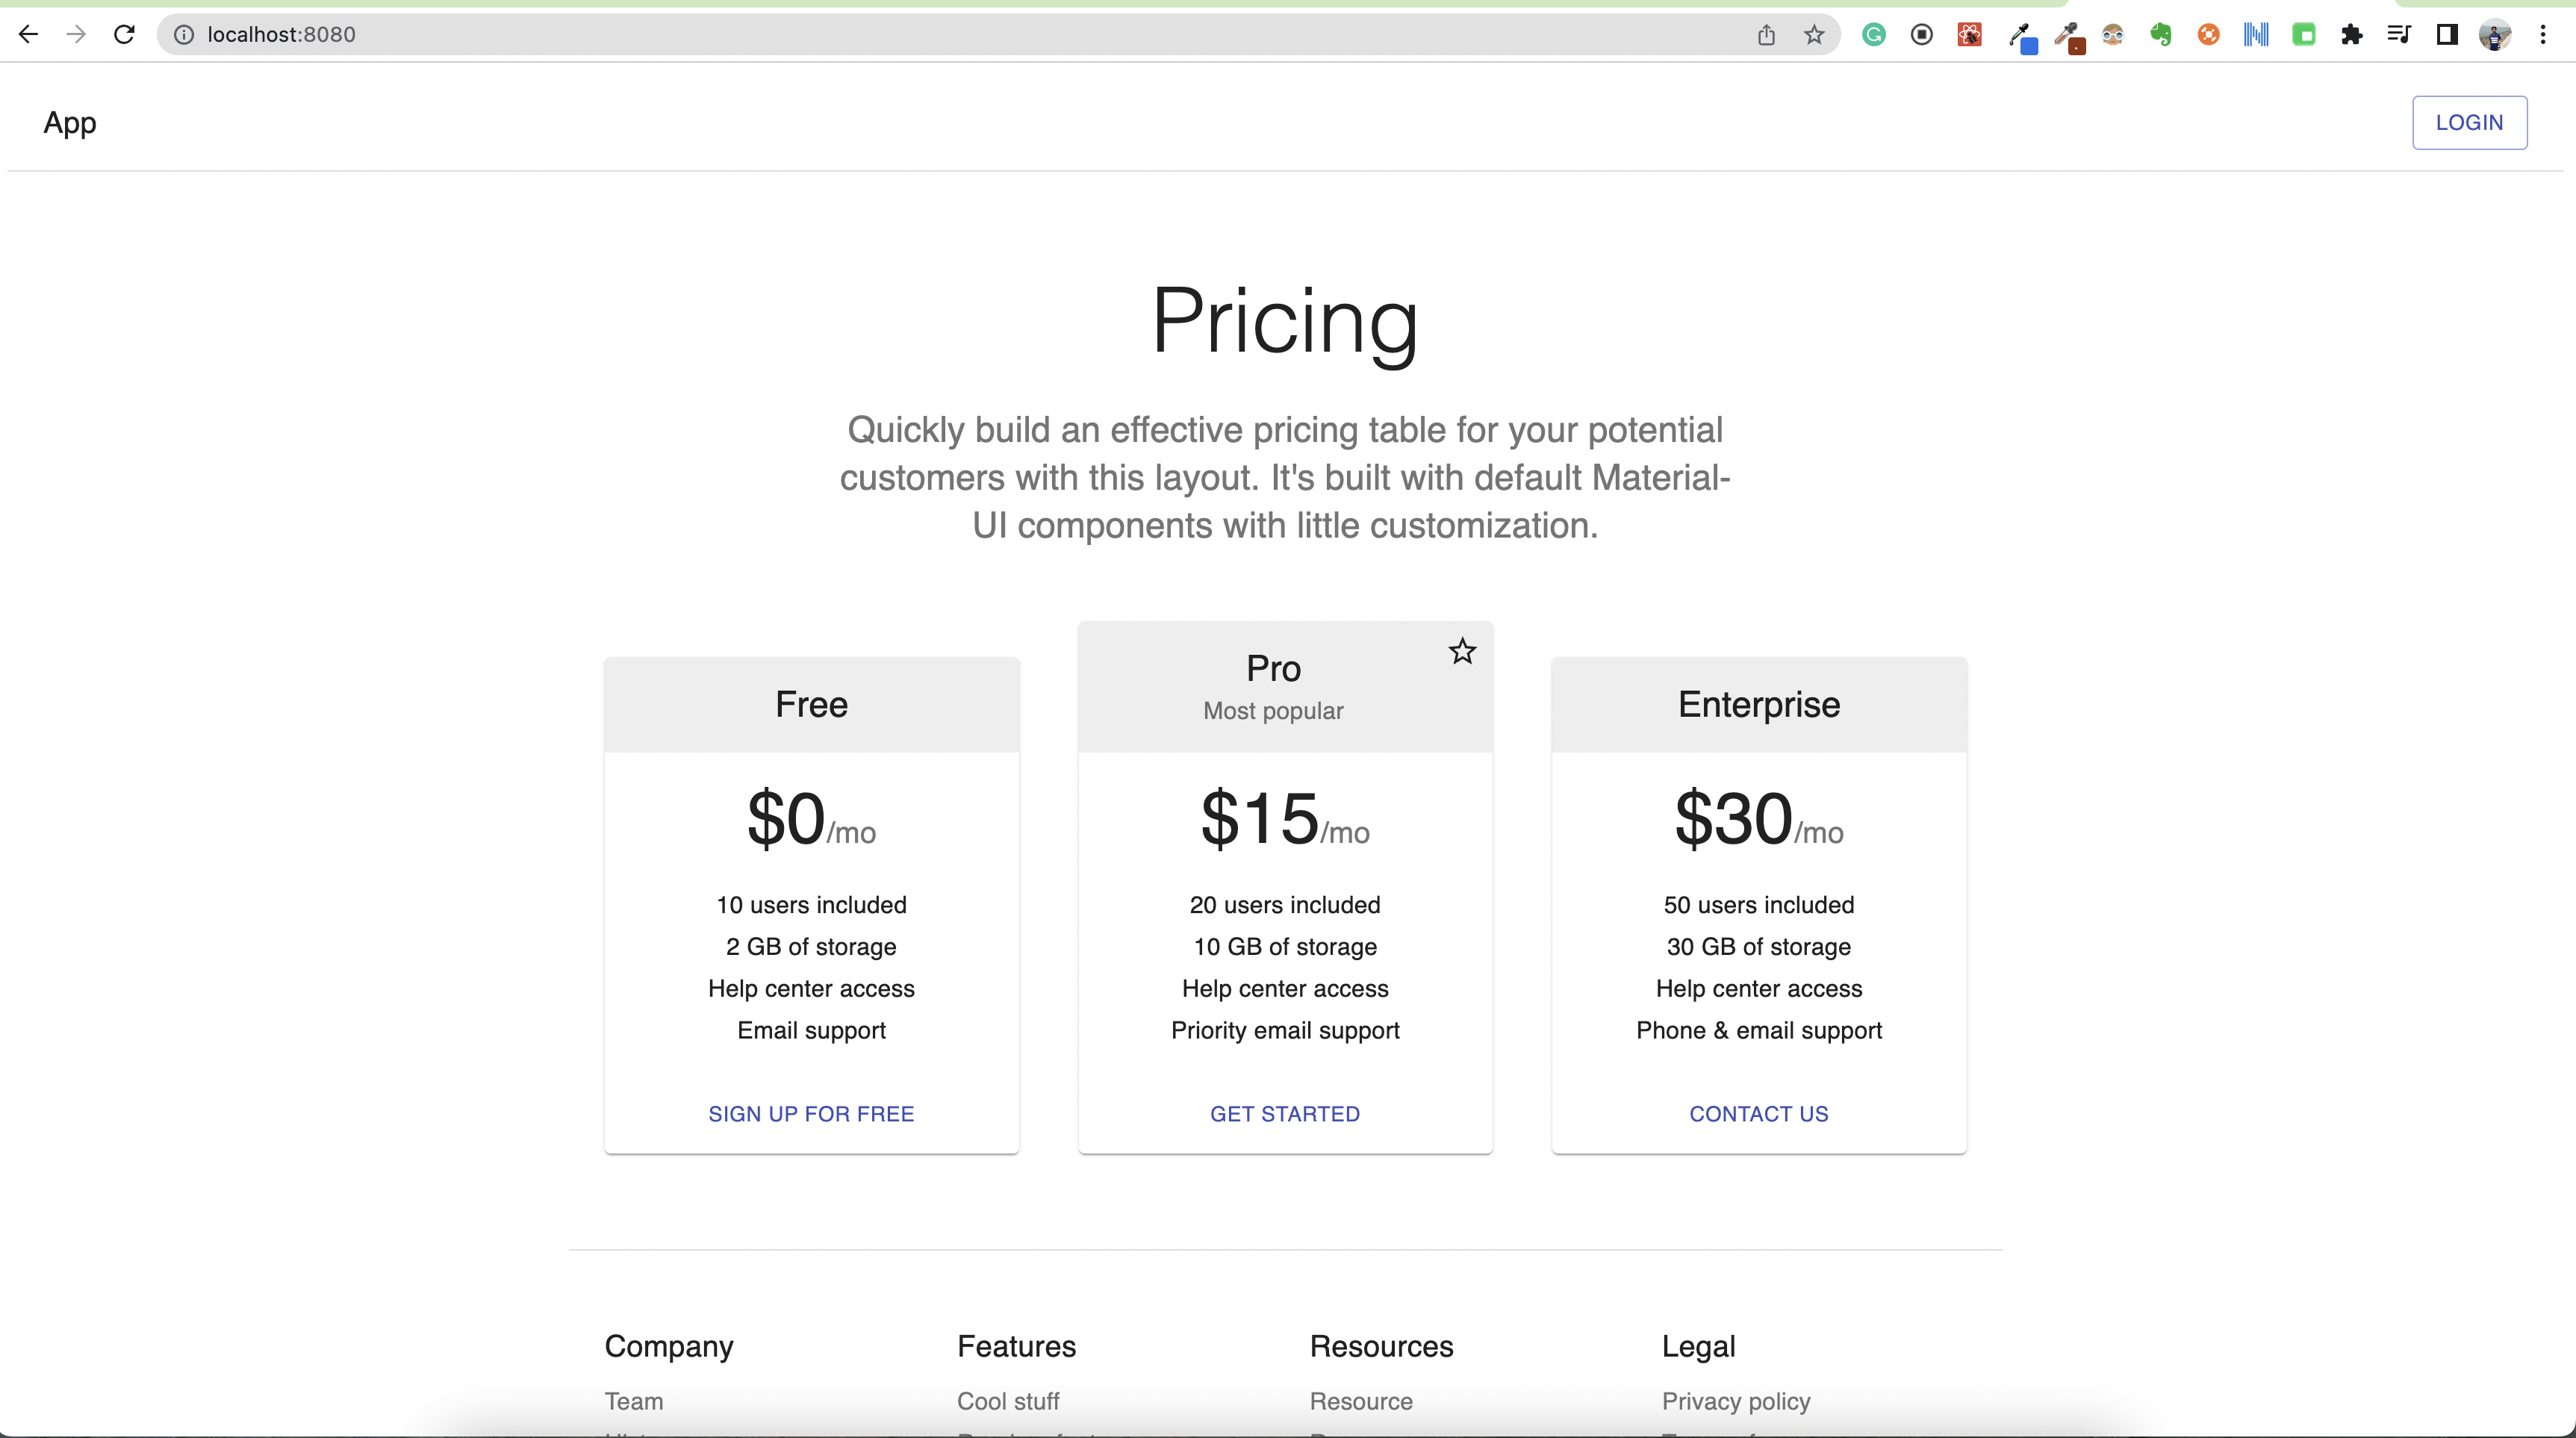 localhost:8080
App
LOGIN
Pricing
Quickly build an effective pricing table for your potential
customers with this layout. It's built with default Material-
UI components with little customization.
Free
$0/mo
10 users included
2 GB of storage
Help center access
Email support
SIGN UP FOR FREE
Pro
Most popular
$15/mo
20 users included
10 GB of storage
Help center access
Priority email support
GET STARTED
Enterprise
$30/mo
50 users included
30 GB of storage
Help center access
Phone & email support
CONTACT US
Company
Team
Features
Cool stuff
Resources
Resource
Legal
Privacy policy